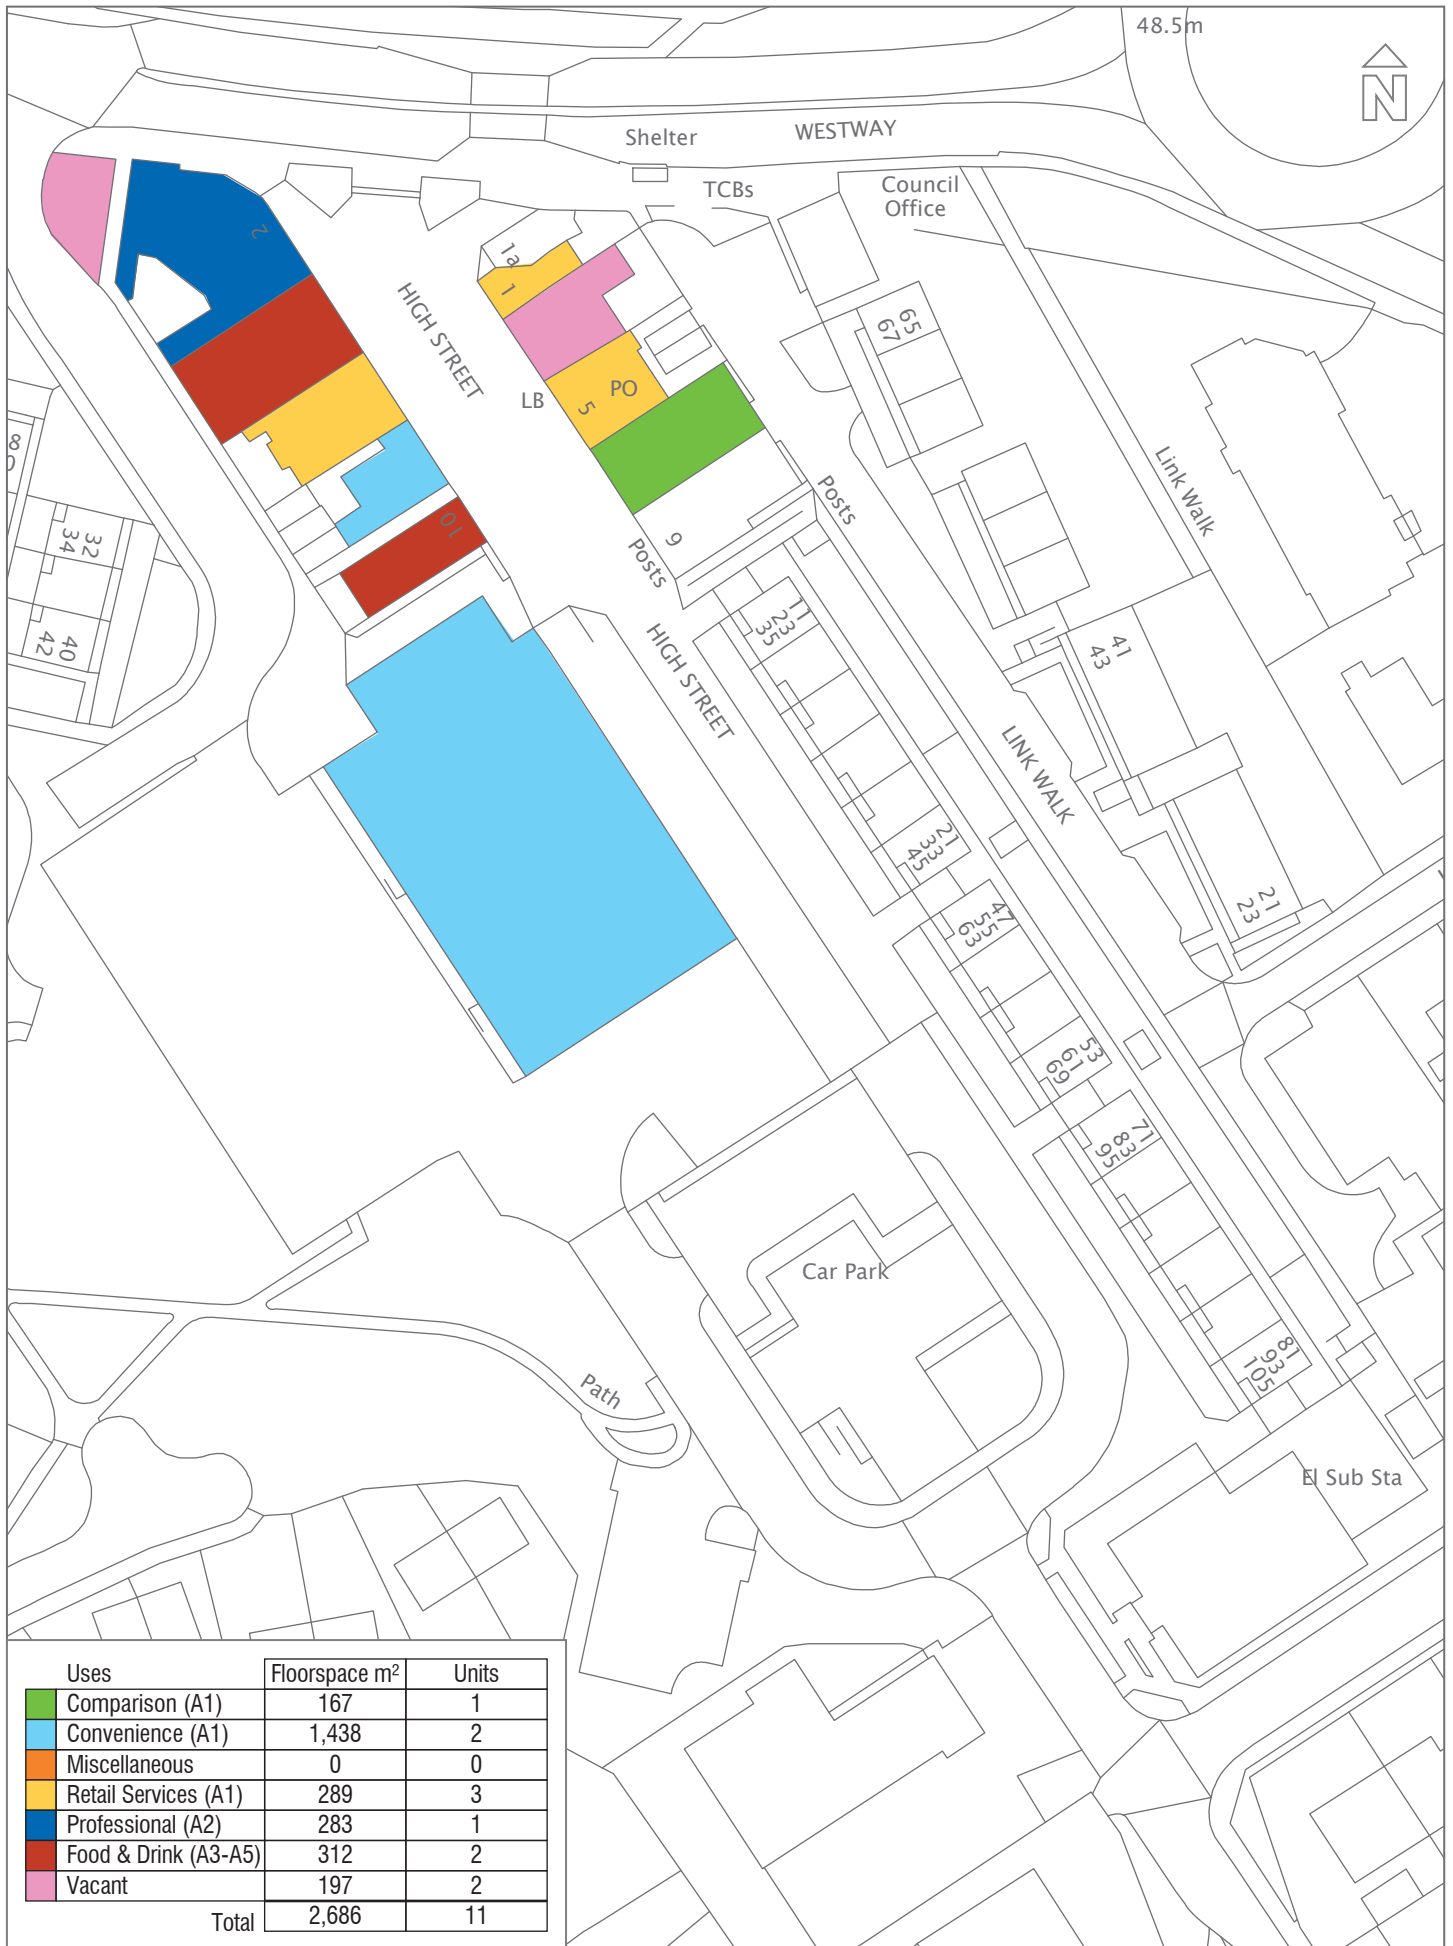 48.5m
N
Shelter
WESTWAY
TCBs
Council
Office
2
1a
1
HIGH STREET
65
67
LB
PO
5
80
Link Walk
10
Posts
9
Posts
32
34
40
42
11
23
35
HIGH STREET
41
43
LINK WALK
21
33
45
21
23
47
55
63
53
61
69
71
83
95
Car Park
81
93
105
Path
El Sub Sta
Uses Floorspace m² Units
Comparison (A1) 167 1
Convenience (A1) 1,438 2
Miscellaneous 0 0
Retail Services (A1) 289 3
Professional (A2) 283 1
Food & Drink (A3-A5) 312 2
Vacant 197 2
Total 2,686 11